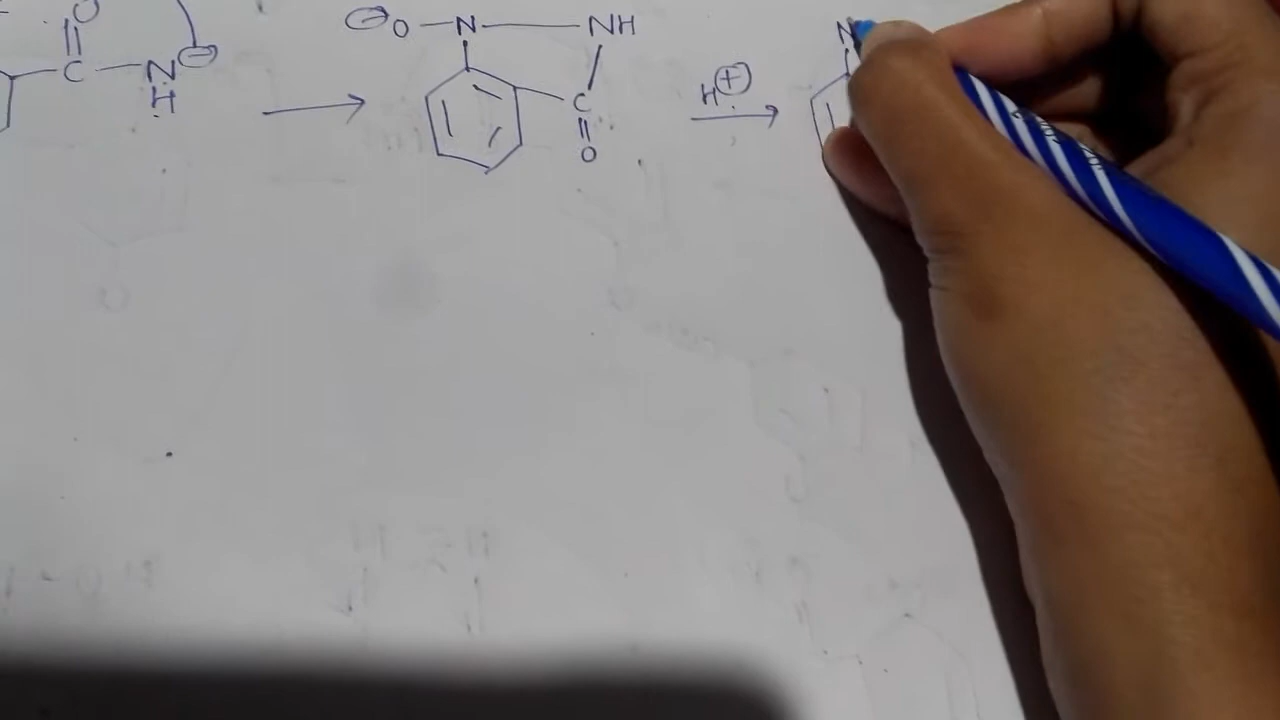 O
C — N ⊖
H
⊖ O — N — NH
C
O
H ⊕
N